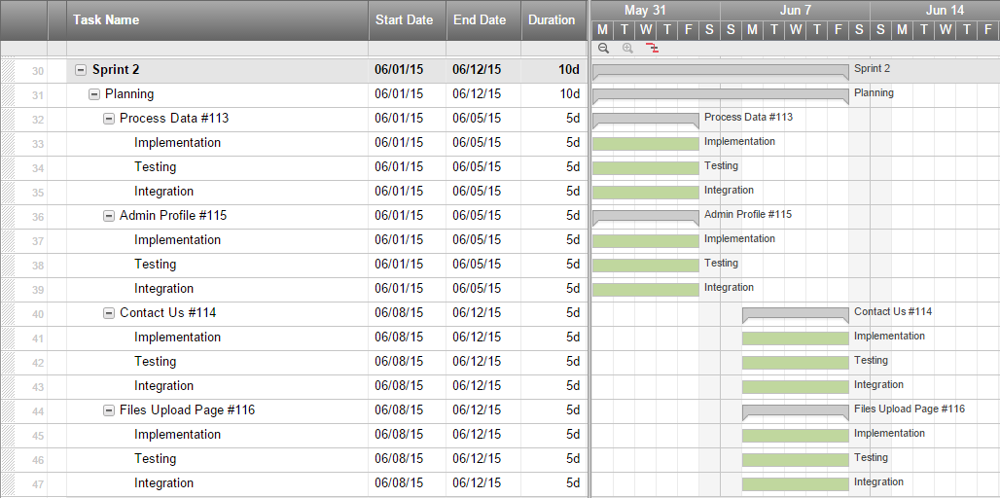 Task Name Start Date End Date Duration May 31 Jun 7 Jun 14
M T W T F S S M T W T F S S M T W T F
30 Sprint 2 06/01/15 06/12/15 10d Sprint 2
31 Planning 06/01/15 06/12/15 10d Planning
32 Process Data #113 06/01/15 06/05/15 5d Process Data #113
33 Implementation 06/01/15 06/05/15 5d Implementation
34 Testing 06/01/15 06/05/15 5d Testing
35 Integration 06/01/15 06/05/15 5d Integration
36 Admin Profile #115 06/01/15 06/05/15 5d Admin Profile #115
37 Implementation 06/01/15 06/05/15 5d Implementation
38 Testing 06/01/15 06/05/15 5d Testing
39 Integration 06/01/15 06/05/15 5d Integration
40 Contact Us #114 06/08/15 06/12/15 5d Contact Us #114
41 Implementation 06/08/15 06/12/15 5d Implementation
42 Testing 06/08/15 06/12/15 5d Testing
43 Integration 06/08/15 06/12/15 5d Integration
44 Files Upload Page #116 06/08/15 06/12/15 5d Files Upload Page #116
45 Implementation 06/08/15 06/12/15 5d Implementation
46 Testing 06/08/15 06/12/15 5d Testing
47 Integration 06/08/15 06/12/15 5d Integration